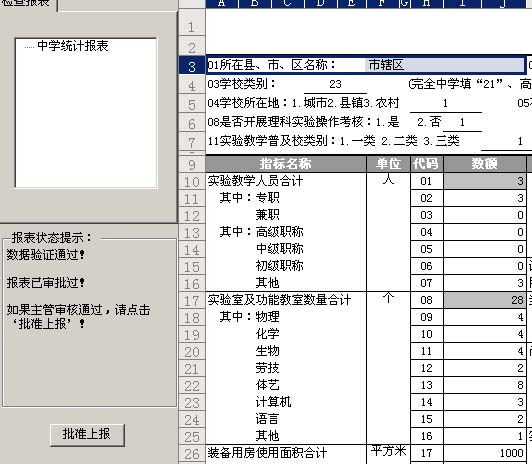 检查报表
中学统计报表
报表状态提示：
数据验证通过！
报表已审批过！
如果主管审核通过，请点击
‘批准上报’！
批准上报
A B C D E F G H I J
1
2
3 01所在县、市、区名称： 市辖区
4 03学校类别： 23 (完全中学填“21”、高
5 04学校所在地：1.城市2.县镇3.农村 1 05
6 08是否开展理科实验操作考核：1.是 2.否 1
7 11实验教学普及校类别：1.一类 2.二类 3.三类 1
9 指标名称 单位 代码 数额
10 实验教学人员合计 人 01 3
11 其中：专职 02 3
12 兼职 03 0
13 其中：高级职称 04 0
14 中级职称 05 0
15 初级职称 06 0
16 其他 07 3
17 实验室及功能教室数量合计 个 08 28
18 其中：物理 09 4
19 化学 10 4
20 生物 11 4
21 劳技 12 2
22 体艺 13 8
23 计算机 14 3
24 语言 15 2
25 其他 16 1
26 装备用房使用面积合计 平方米 17 1000